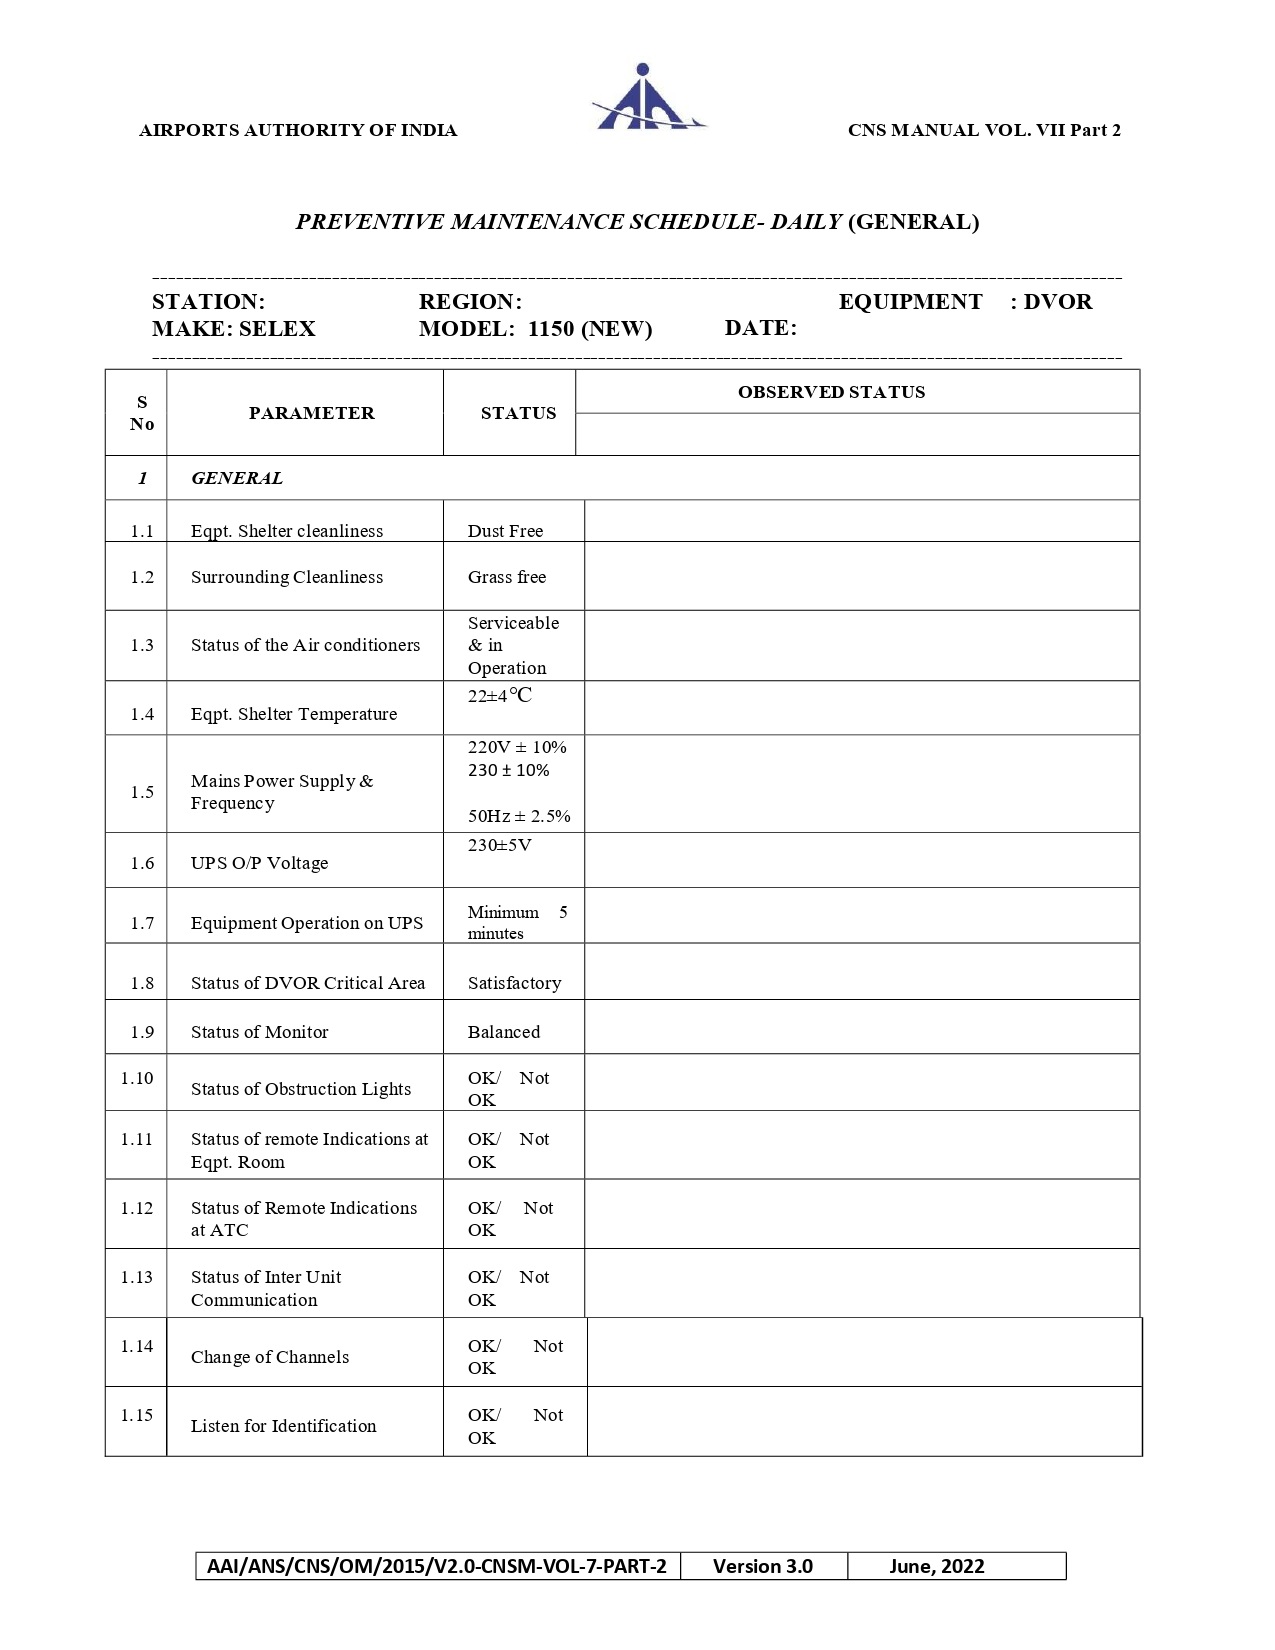 AIRPORTS AUTHORITY OF INDIA
CNS MANUAL VOL. VII Part 2
PREVENTIVE MAINTENANCE SCHEDULE- DAILY (GENERAL)
STATION: REGION: EQUIPMENT : DVOR
MAKE: SELEX MODEL: 1150 (NEW) DATE:
S No PARAMETER STATUS OBSERVED STATUS
1 GENERAL
1.1 Eqpt. Shelter cleanliness Dust Free
1.2 Surrounding Cleanliness Grass free
1.3 Status of the Air conditioners Serviceable
& in
Operation
1.4 Eqpt. Shelter Temperature 22±4℃
1.5 Mains Power Supply &
Frequency
220V ± 10%
230 ± 10%
50Hz ± 2.5%
1.6 UPS O/P Voltage 230±5V
1.7 Equipment Operation on UPS Minimum 5
minutes
1.8 Status of DVOR Critical Area Satisfactory
1.9 Status of Monitor Balanced
1.10 Status of Obstruction Lights OK/ Not
OK
1.11 Status of remote Indications at
Eqpt. Room
OK/ Not
OK
1.12 Status of Remote Indications
at ATC
OK/ Not
OK
1.13 Status of Inter Unit
Communication
OK/ Not
OK
1.14 Change of Channels OK/ Not
OK
1.15 Listen for Identification OK/ Not
OK
AAI/ANS/CNS/OM/2015/V2.0-CNSM-VOL-7-PART-2 Version 3.0 June, 2022